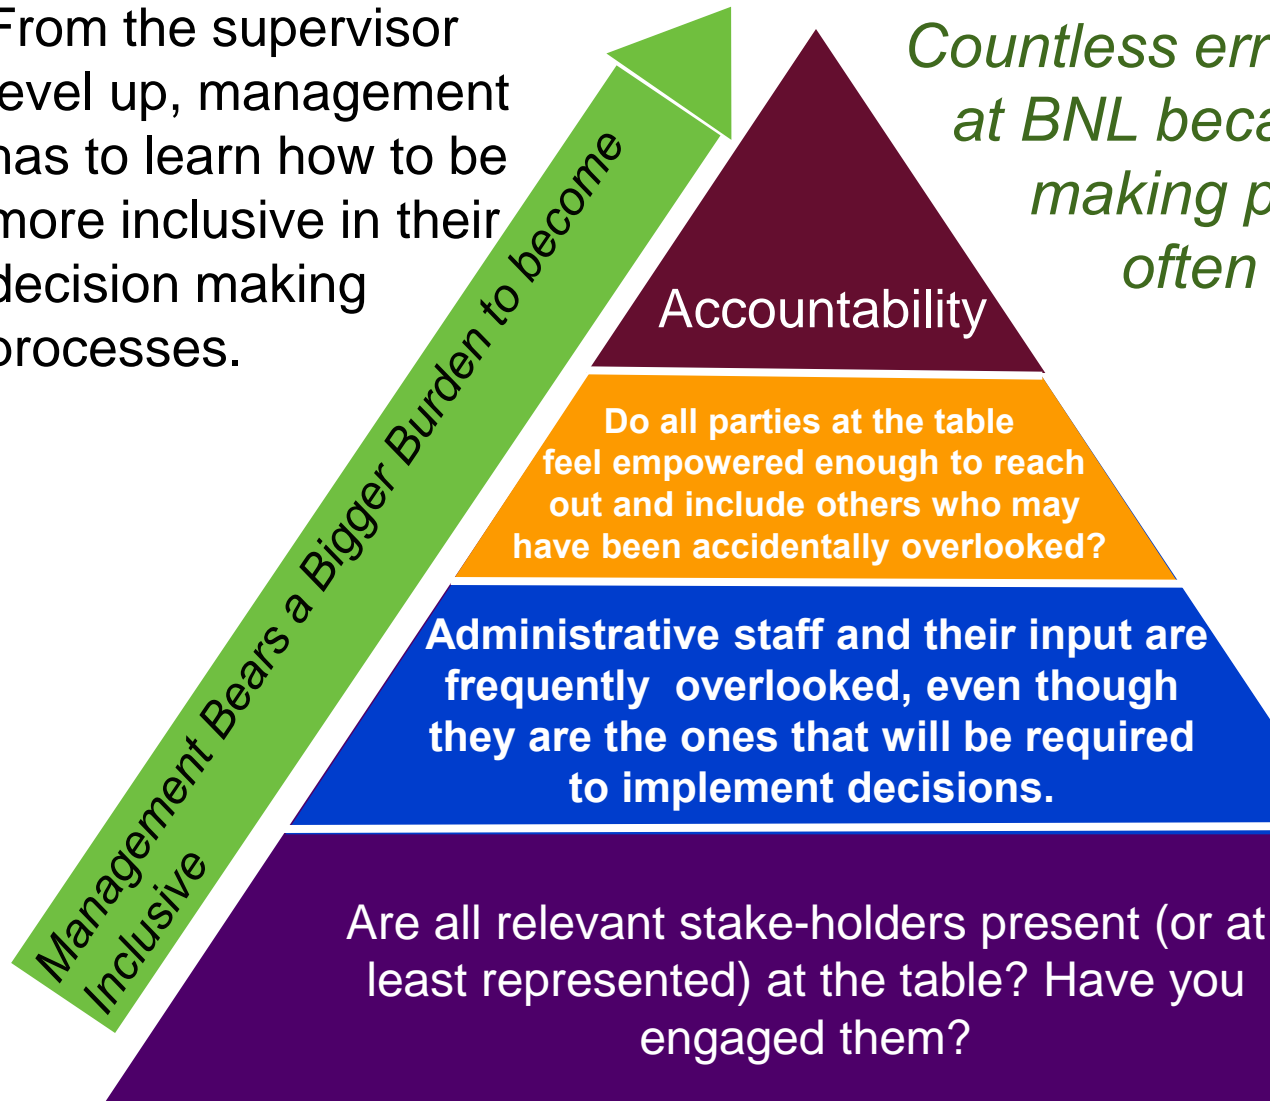 From the supervisor
level up, management
has to learn how to be
more inclusive in their
decision making
processes.
Countless
at BNL
making
often
Management Bears a Bigger Burden to become
Inclusive
Accountability
Do all parties at the table
feel empowered enough to reach
out and include others who may
have been accidentally overlooked?
Administrative staff and their input are
frequently  overlooked, even though
they are the ones that will be required
to implement decisions.
Are all relevant stake-holders present (or at
least represented) at the table? Have you
engaged them?